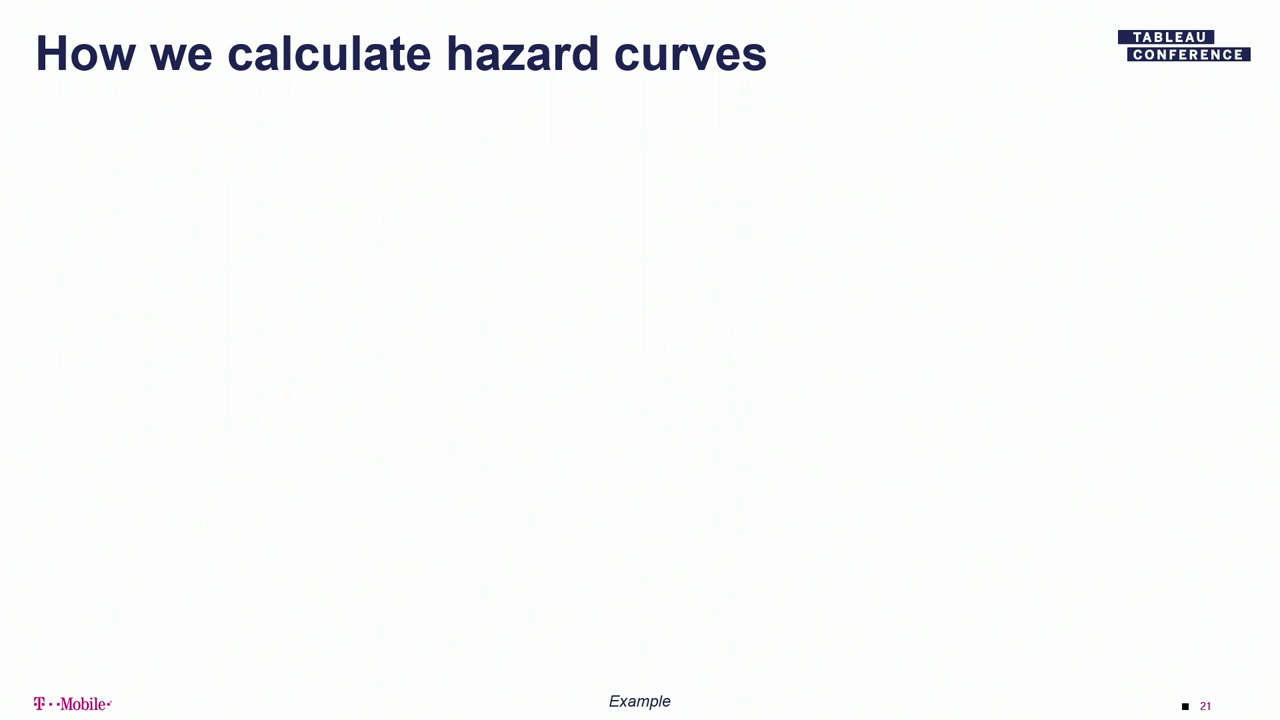 How we calculate hazard curves
TABLEAU
CONFERENCE
T··Mobile·
Example
21